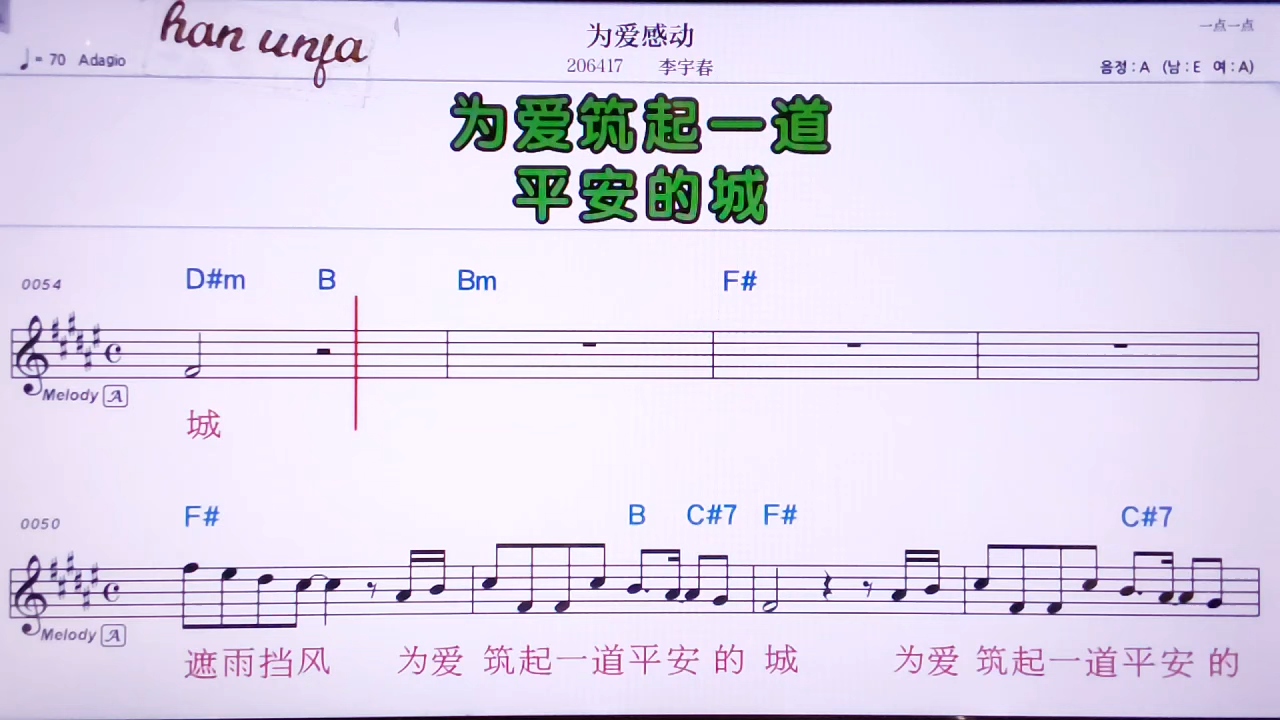 han unja
为爱感动
一点一点
♩= 70 Adagio
206417 李宇春
음정 : A (남 : E 여 : A)
为爱筑起一道
平安的城
0054
D#m B Bm F#
Melody A
城
0050
F# B C#7 F# C#7
Melody A
遮雨挡风 为爱 筑起一道平安 的 城 为爱 筑起一道平安 的